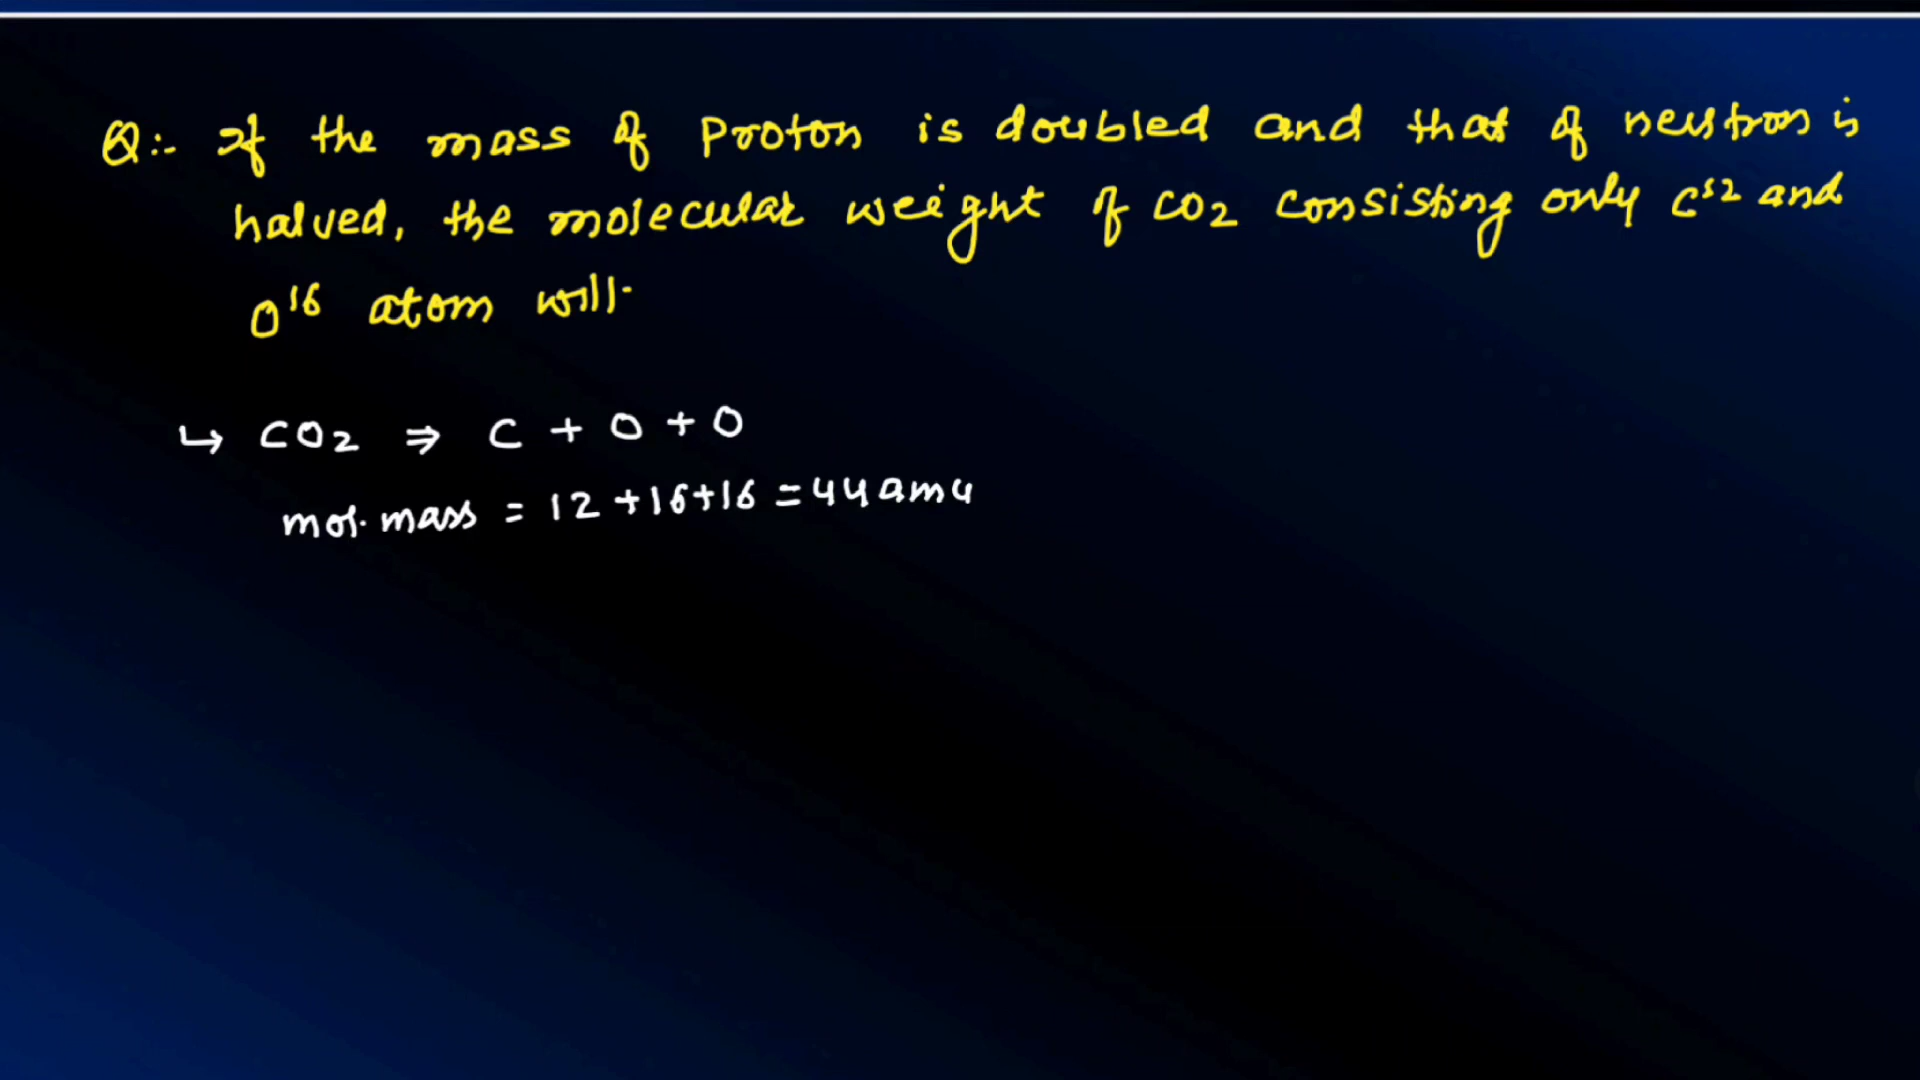 Q:- If the mass of Proton is doubled and that of neutron is
halved, the molecular weight of CO2 consisting only C12 and
O16 atom will.
↳ CO2 ⇒ C + O + O
mol. mass = 12 +16+16 = 44 amu